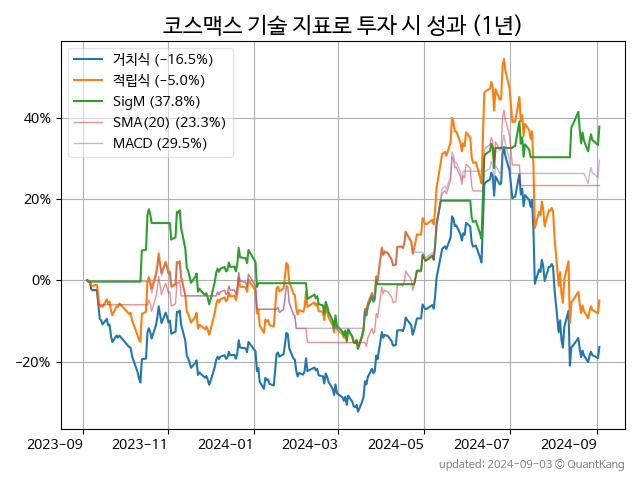 코스맥스 기술 지표로 투자 시 성과 (1년)
거치식 (−16.5%)
적립식 (−5.0%)
SigM (37.8%)
SMA(20) (23.3%)
MACD (29.5%)
40%
20%
0%
−20%
2023−09 2023−11 2024−01 2024−03 2024−05 2024−07 2024−09
updated: 2024−09−03 © QuantKang